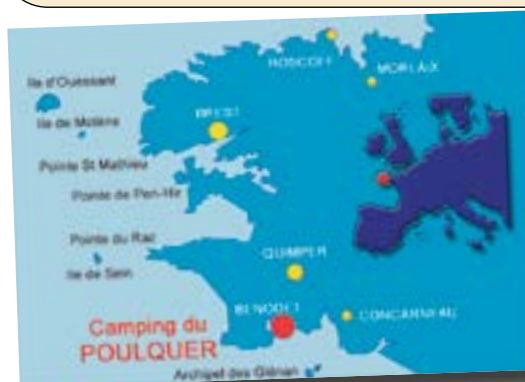 ROSCOFF
MORLAIX
Ile d'Ouessant
BREST
Ile de Molène
Pointe St Mathieu
Pointe de Pen-Hir
Pointe du Raz
QUIMPER
Ile de Sein
BENODET
CONCARNEAU
Camping du
POULQUER
Archipel des Glénan